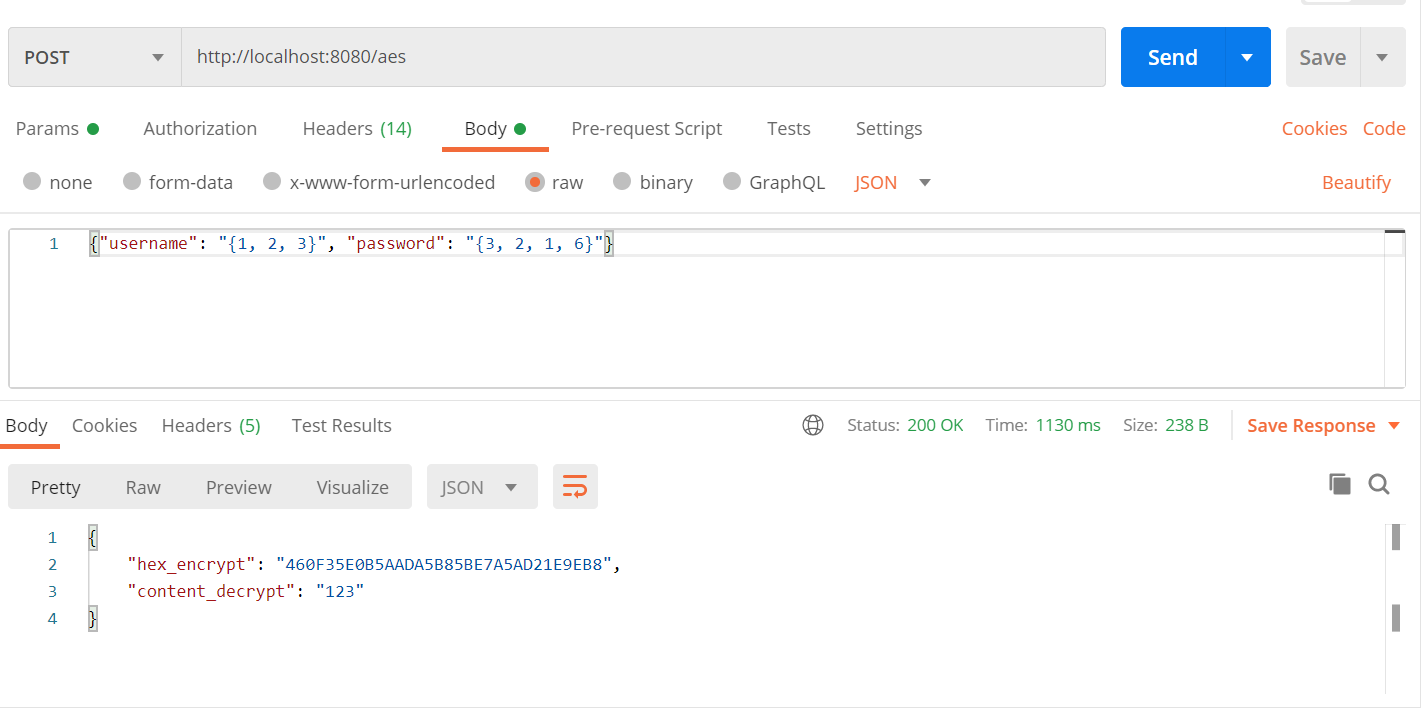 POST http://localhost:8080/aes Send Save
Params Authorization Headers (14) Body Pre-request Script Tests Settings Cookies Code
none form-data x-www-form-urlencoded raw binary GraphQL JSON Beautify
1 {"username": "{1, 2, 3}", "password": "{3, 2, 1, 6}"}
Body Cookies Headers (5) Test Results Status: 200 OK Time: 1130 ms Size: 238 B Save Response
Pretty Raw Preview Visualize JSON
1 {
2 "hex_encrypt": "460F35E0B5AADA5B85BE7A5AD21E9EB8",
3 "content_decrypt": "123"
4 }